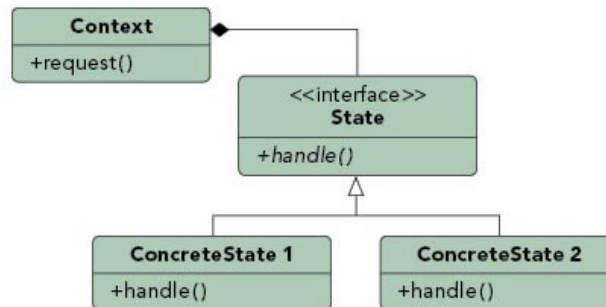 Context
+request()
<<interface>>
State
+handle()
ConcreteState 1
+handle()
ConcreteState 2
+handle()